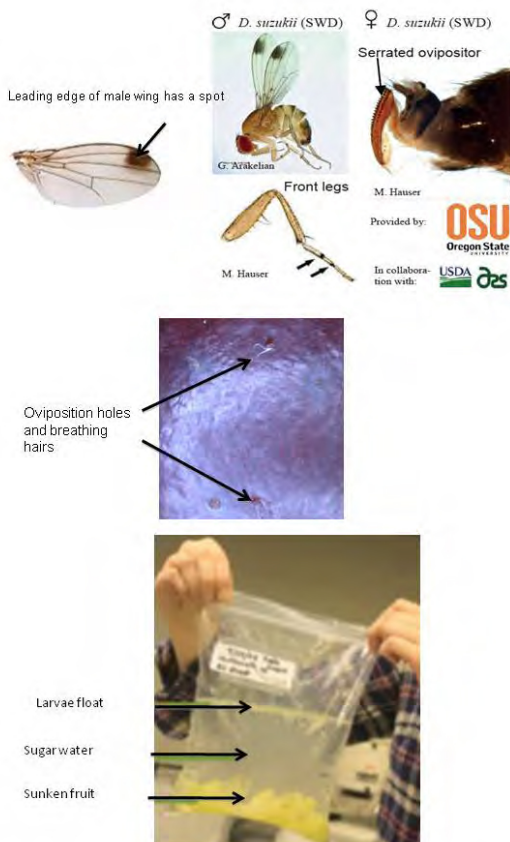 ♂ D. suzukii (SWD)
♀ D. suzukii (SWD)
Leading edge of male wing has a spot
Serrated ovipositor
G. Arakelian
Front legs
M. Hauser
M. Hauser
Provided by:
OSU
Oregon State
UNIVERSITY
In collabora-
tion with:
USDA
ars
Oviposition holes
and breathing
hairs
Larvae float
Sugar water
Sunken fruit